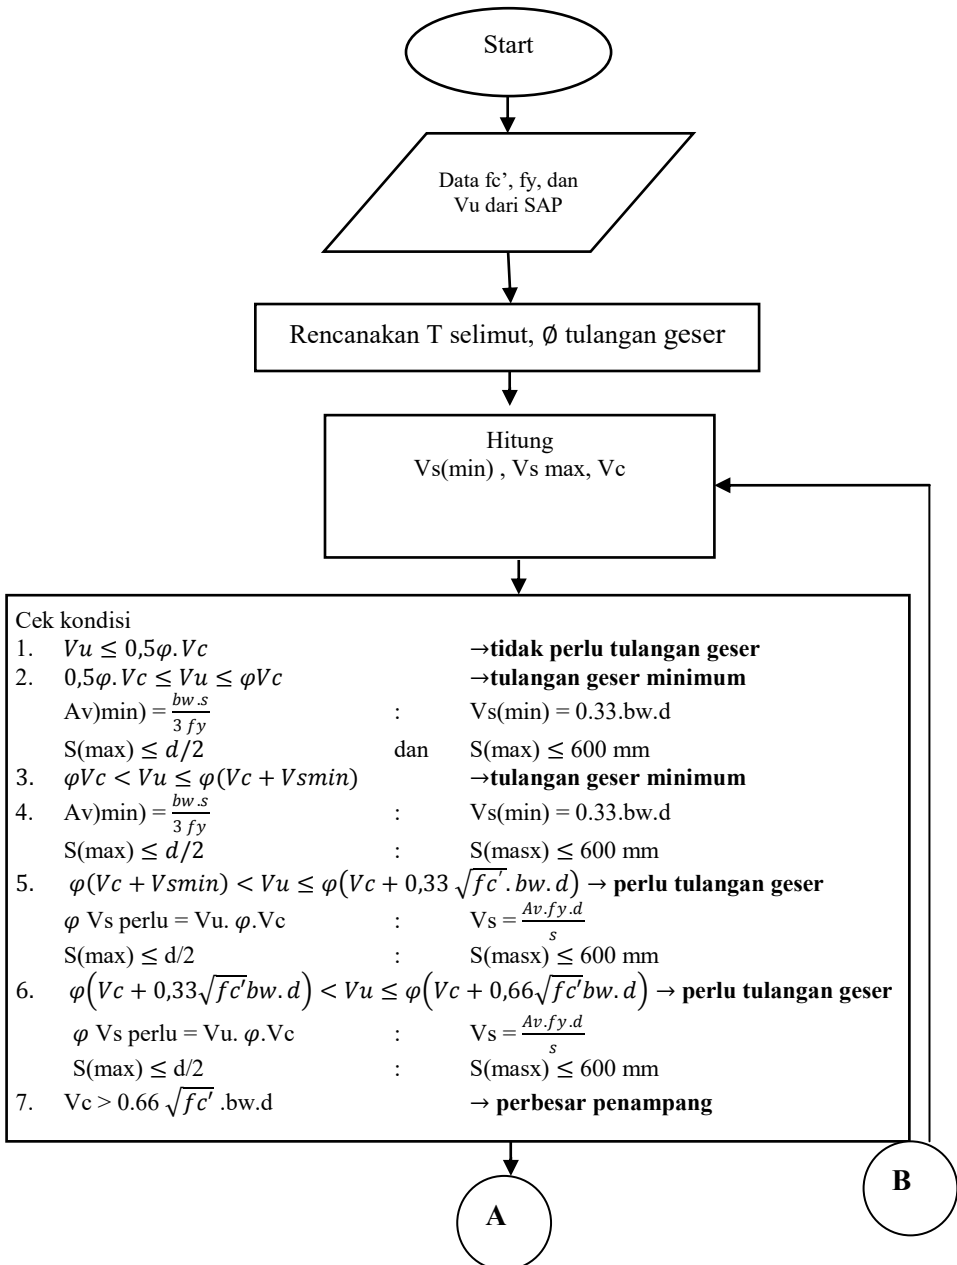 Start
Data fc’, fy, dan
Vu dari SAP
Rencanakan T selimut, Ø tulangan geser
Hitung
Vs(min) , Vs max, Vc
Cek kondisi
1. Vu ≤ 0,5φ.Vc →tidak perlu tulangan geser
2. 0,5φ.Vc ≤ Vu ≤ φVc →tulangan geser minimum
Av)min) = bw.s/3 fy : Vs(min) = 0.33.bw.d
S(max) ≤ d/2 dan S(max) ≤ 600 mm
3. φVc < Vu ≤ φ(Vc + Vsmin) →tulangan geser minimum
4. Av)min) = bw.s/3 fy : Vs(min) = 0.33.bw.d
S(max) ≤ d/2 : S(masx) ≤ 600 mm
5. φ(Vc + Vsmin) < Vu ≤ φ(Vc + 0,33 √fc′.bw.d) → perlu tulangan geser
φ Vs perlu = Vu. φ.Vc : Vs = Av.fy.d/s
S(max) ≤ d/2 : S(masx) ≤ 600 mm
6. φ(Vc + 0,33√fc′bw.d) < Vu ≤ φ(Vc + 0,66√fc′bw.d) → perlu tulangan geser
φ Vs perlu = Vu. φ.Vc : Vs = Av.fy.d/s
S(max) ≤ d/2 : S(masx) ≤ 600 mm
7. Vc > 0.66 √fc′ .bw.d → perbesar penampang
A
B